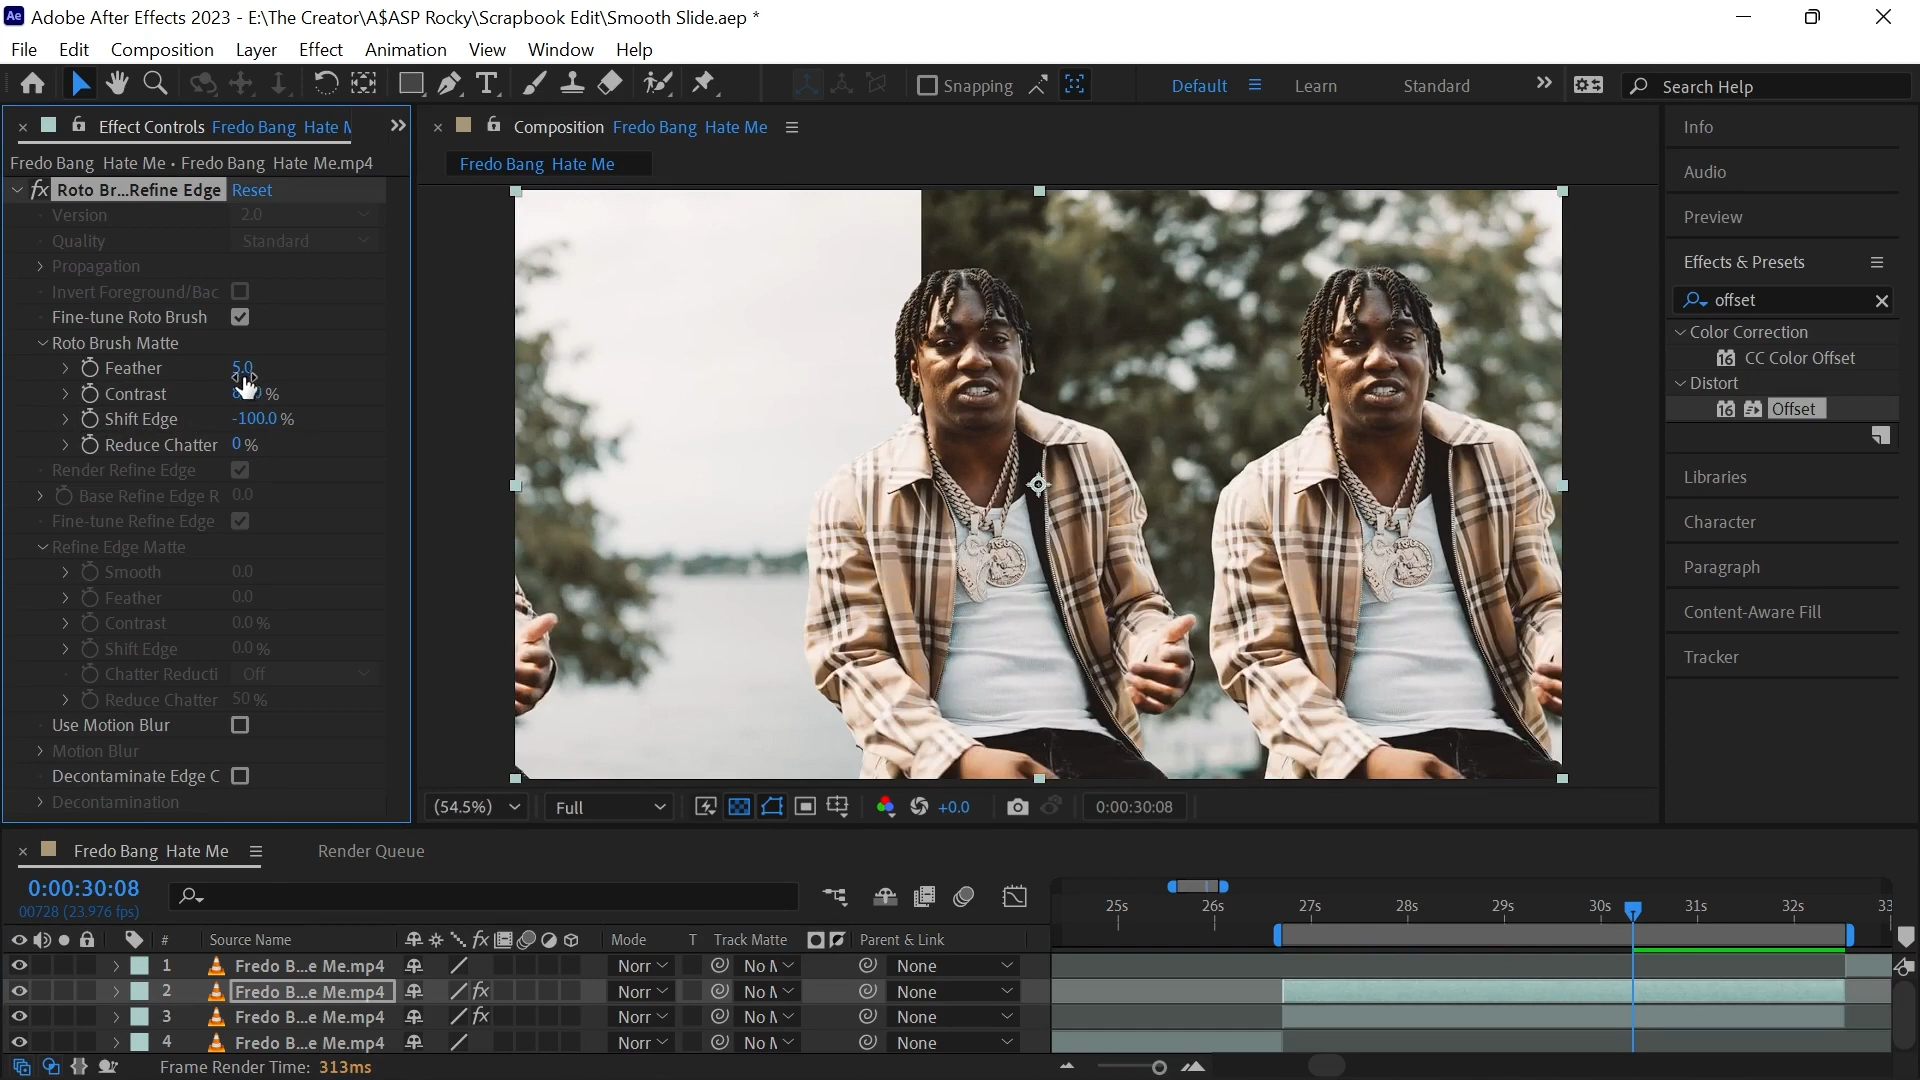 Adobe After Effects 2023 - E:\The Creator\A$ASP Rocky\Scrapbook Edit\Smooth Slide.aep *
File Edit Composition Layer Effect Animation View Window Help
Snapping Default Learn Standard Search Help
Effect Controls Fredo Bang Hate M
Composition Fredo Bang Hate Me
Fredo Bang Hate Me • Fredo Bang Hate Me.mp4
Fredo Bang Hate Me
Roto Br...Refine Edge Reset
Version 2.0
Quality Standard
Propagation
Invert Foreground/Bac
Fine-tune Roto Brush
Roto Brush Matte
Feather 5.0
Contrast %
Shift Edge -100.0 %
Reduce Chatter 0 %
Render Refine Edge
Base Refine Edge R 0.0
Fine-tune Refine Edge
Refine Edge Matte
Smooth 0.0
Feather 0.0
Contrast 0.0 %
Shift Edge 0.0 %
Chatter Reducti Off
Reduce Chatter 50 %
Use Motion Blur
Motion Blur
Decontaminate Edge C
Decontamination
(54.5%) Full +0.0 0:00:30:08
Info
Audio
Preview
Effects & Presets
offset
Color Correction
16 CC Color Offset
Distort
16 Offset
Libraries
Character
Paragraph
Content-Aware Fill
Tracker
Fredo Bang Hate Me Render Queue
0:00:30:08
00728 (23.976 fps)
25s 26s 27s 28s 29s 30s 31s 32s 33
# Source Name Mode T Track Matte Parent & Link
1 Fredo B...e Me.mp4 Norr No M None
2 Fredo B...e Me.mp4 fx Norr No M None
3 Fredo B...e Me.mp4 fx Norr No M None
4 Fredo B...e Me.mp4 Norr No M None
Frame Render Time: 313ms